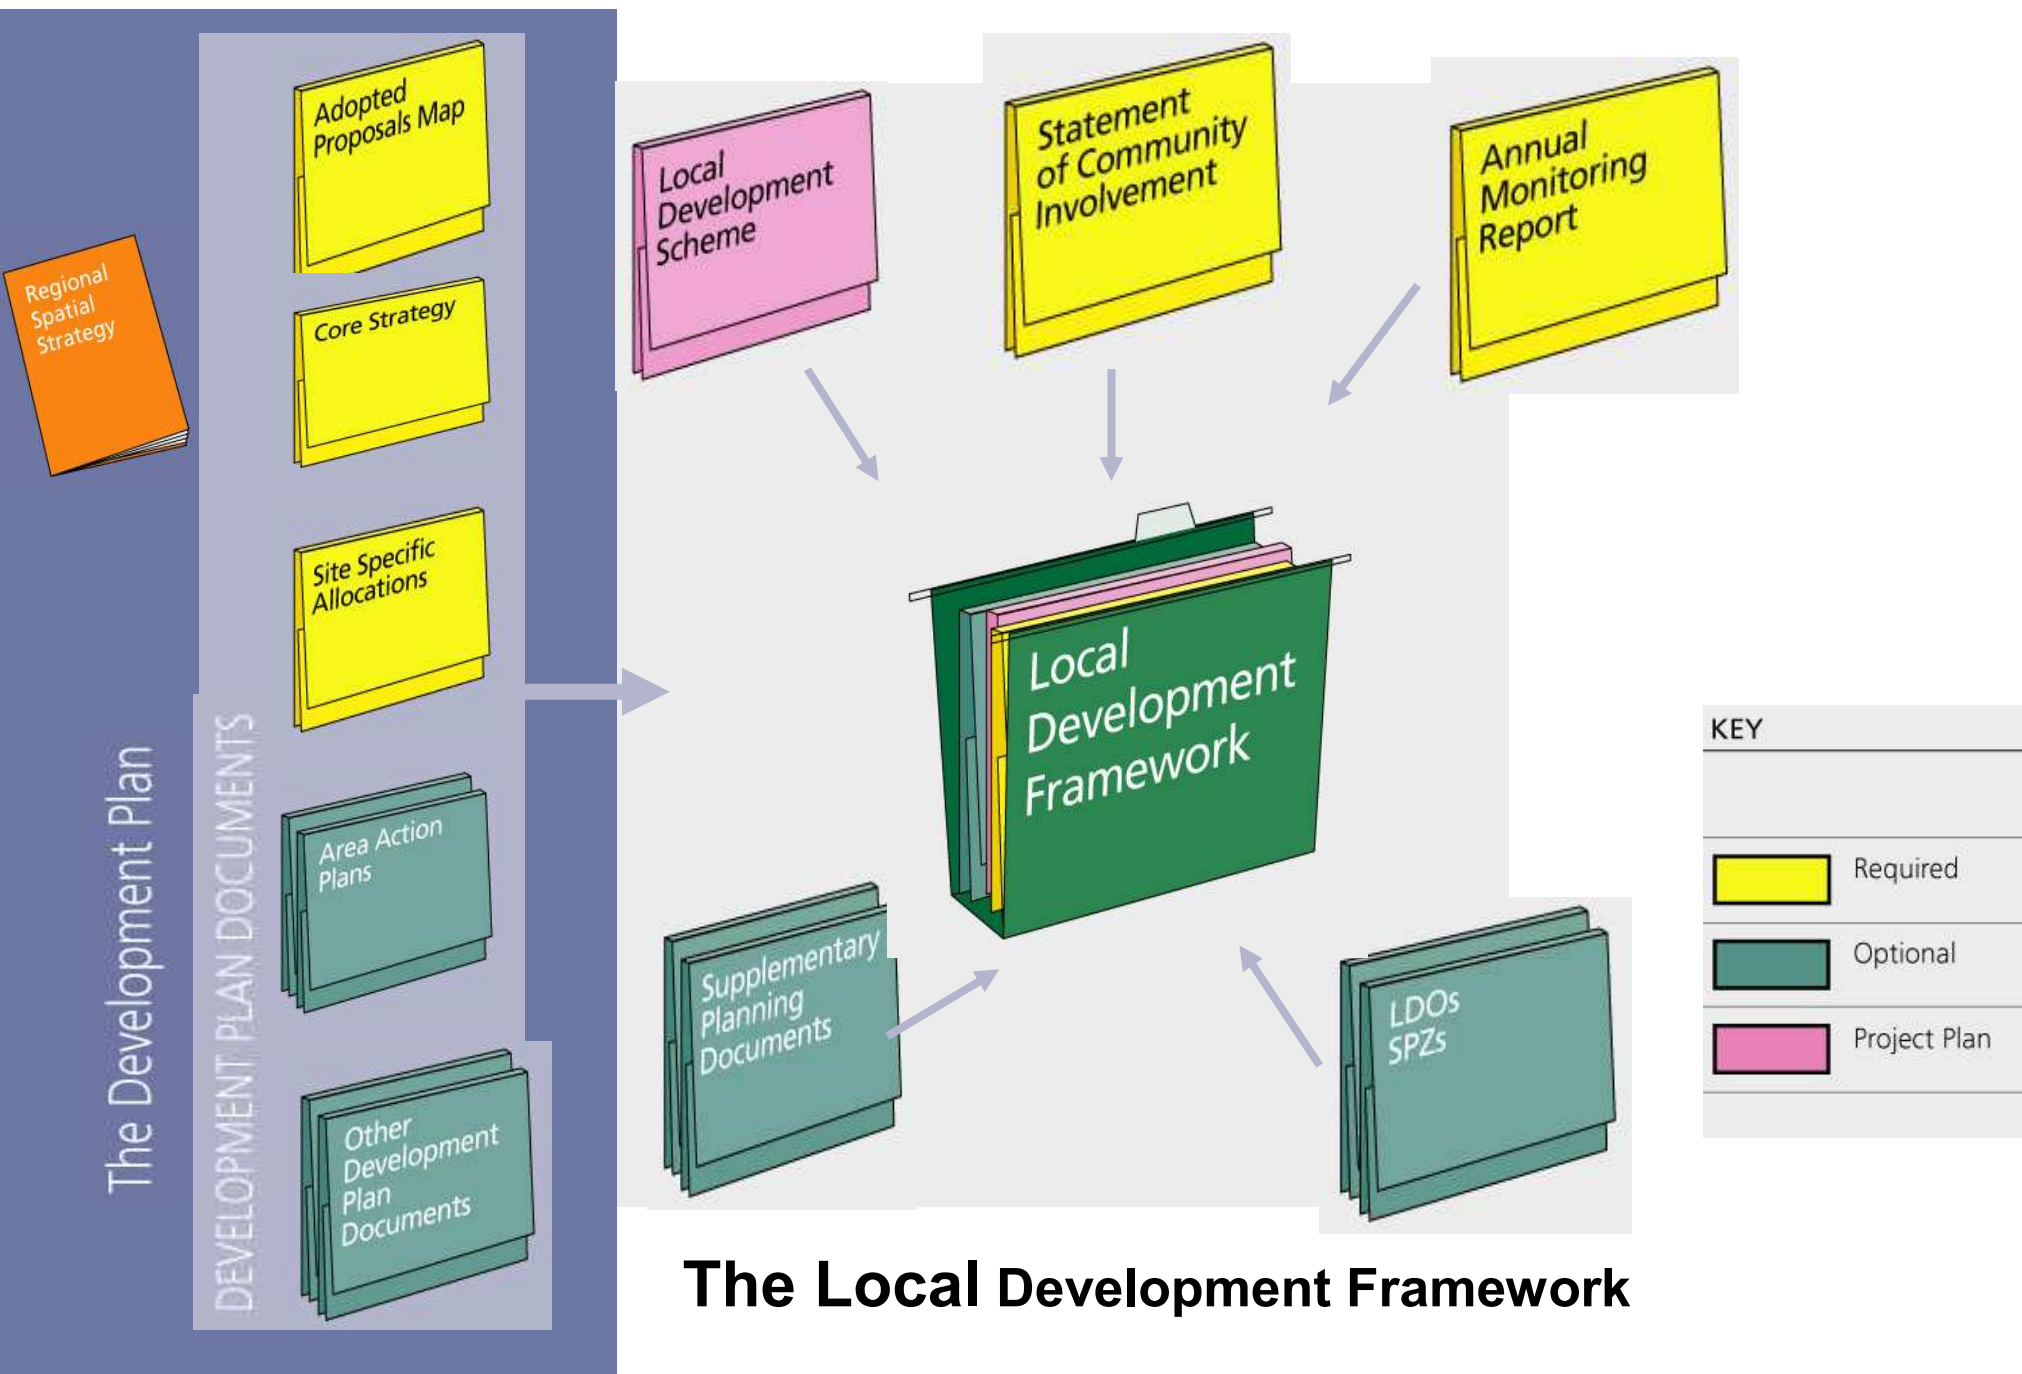 Adopted
Proposals Map
Regional
Spatial
Strategy
Core Strategy
Site Specific
Allocations
Area Action
Plans
Other
Development
Plan
Documents
The Development Plan
DEVELOPMENT PLAN DOCUMENTS
Local
Development
Scheme
Statement
of Community
Involvement
Annual
Monitoring
Report
Local
Development
Framework
Supplementary
Planning
Documents
LDOs
SPZs
KEY
Required
Optional
Project Plan
The Local Development Framework